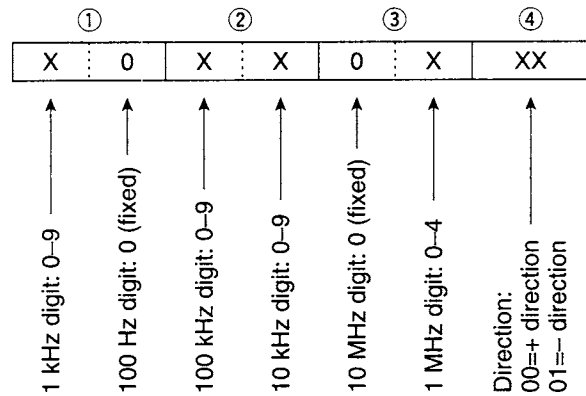 ① ② ③ ④
X 0 X X 0 X XX
1 kHz digit: 0–9
100 Hz digit: 0 (fixed)
100 kHz digit: 0–9
10 kHz digit: 0–9
10 MHz digit: 0 (fixed)
1 MHz digit: 0–4
Direction:
00=+ direction
01=– direction